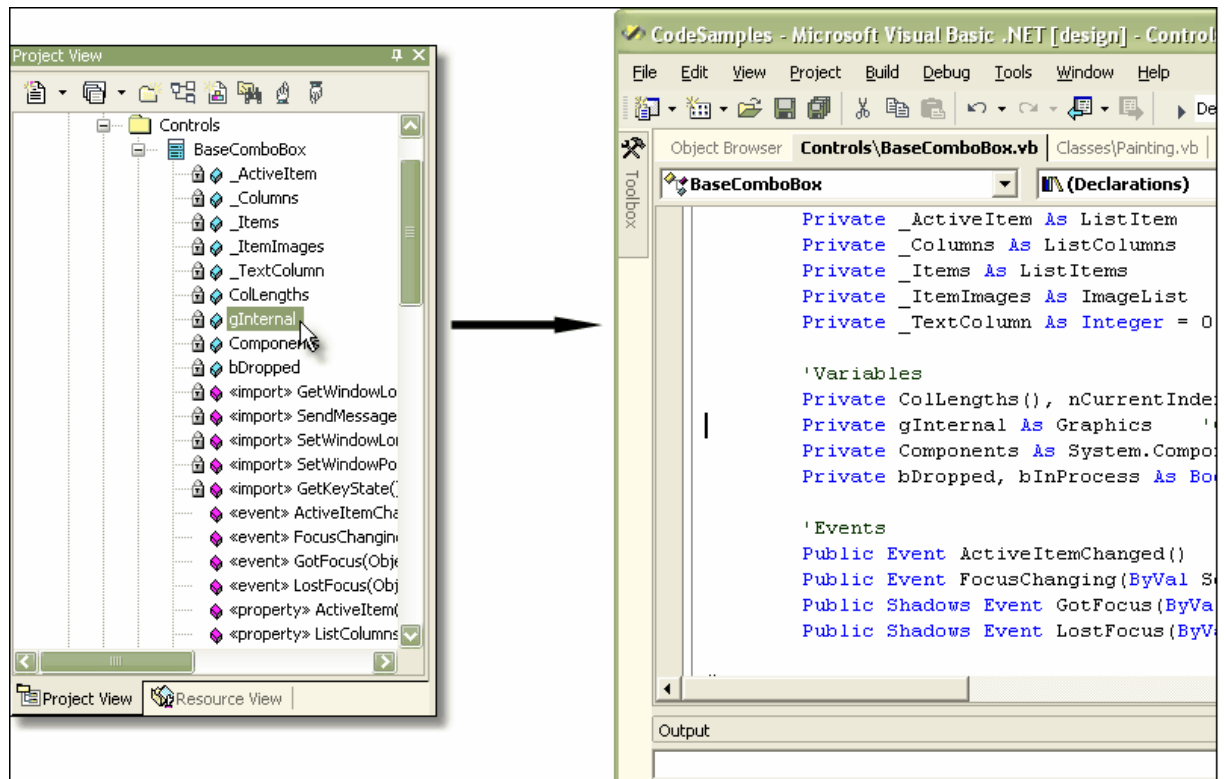 Project View
Controls
BaseComboBox
_ActiveItem
_Columns
_Items
_ItemImages
_TextColumn
ColLengths
gInternal
Components
bDropped
«import» GetWindowLo
«import» SendMessage
«import» SetWindowLo
«import» SetWindowPo
«import» GetKeyState(
«event» ActiveItemCha
«event» FocusChangin
«event» GotFocus(Obj
«event» LostFocus(Obj
«property» ActiveItem(
«property» ListColumns
Project View Resource View
CodeSamples - Microsoft Visual Basic .NET [design] - Control
File Edit View Project Build Debug Tools Window Help
De
Toolbox
Object Browser Controls\BaseComboBox.vb Classes\Painting.vb
BaseComboBox (Declarations)
Private _ActiveItem As ListItem
Private _Columns As ListColumns
Private _Items As ListItems
Private _ItemImages As ImageList
Private _TextColumn As Integer = 0
'Variables
Private ColLengths(), nCurrentInde
Private gInternal As Graphics '
Private Components As System.Compo
Private bDropped, bInProcess As Bo
'Events
Public Event ActiveItemChanged()
Public Event FocusChanging(ByVal S
Public Shadows Event GotFocus(ByVa
Public Shadows Event LostFocus(ByV
Output